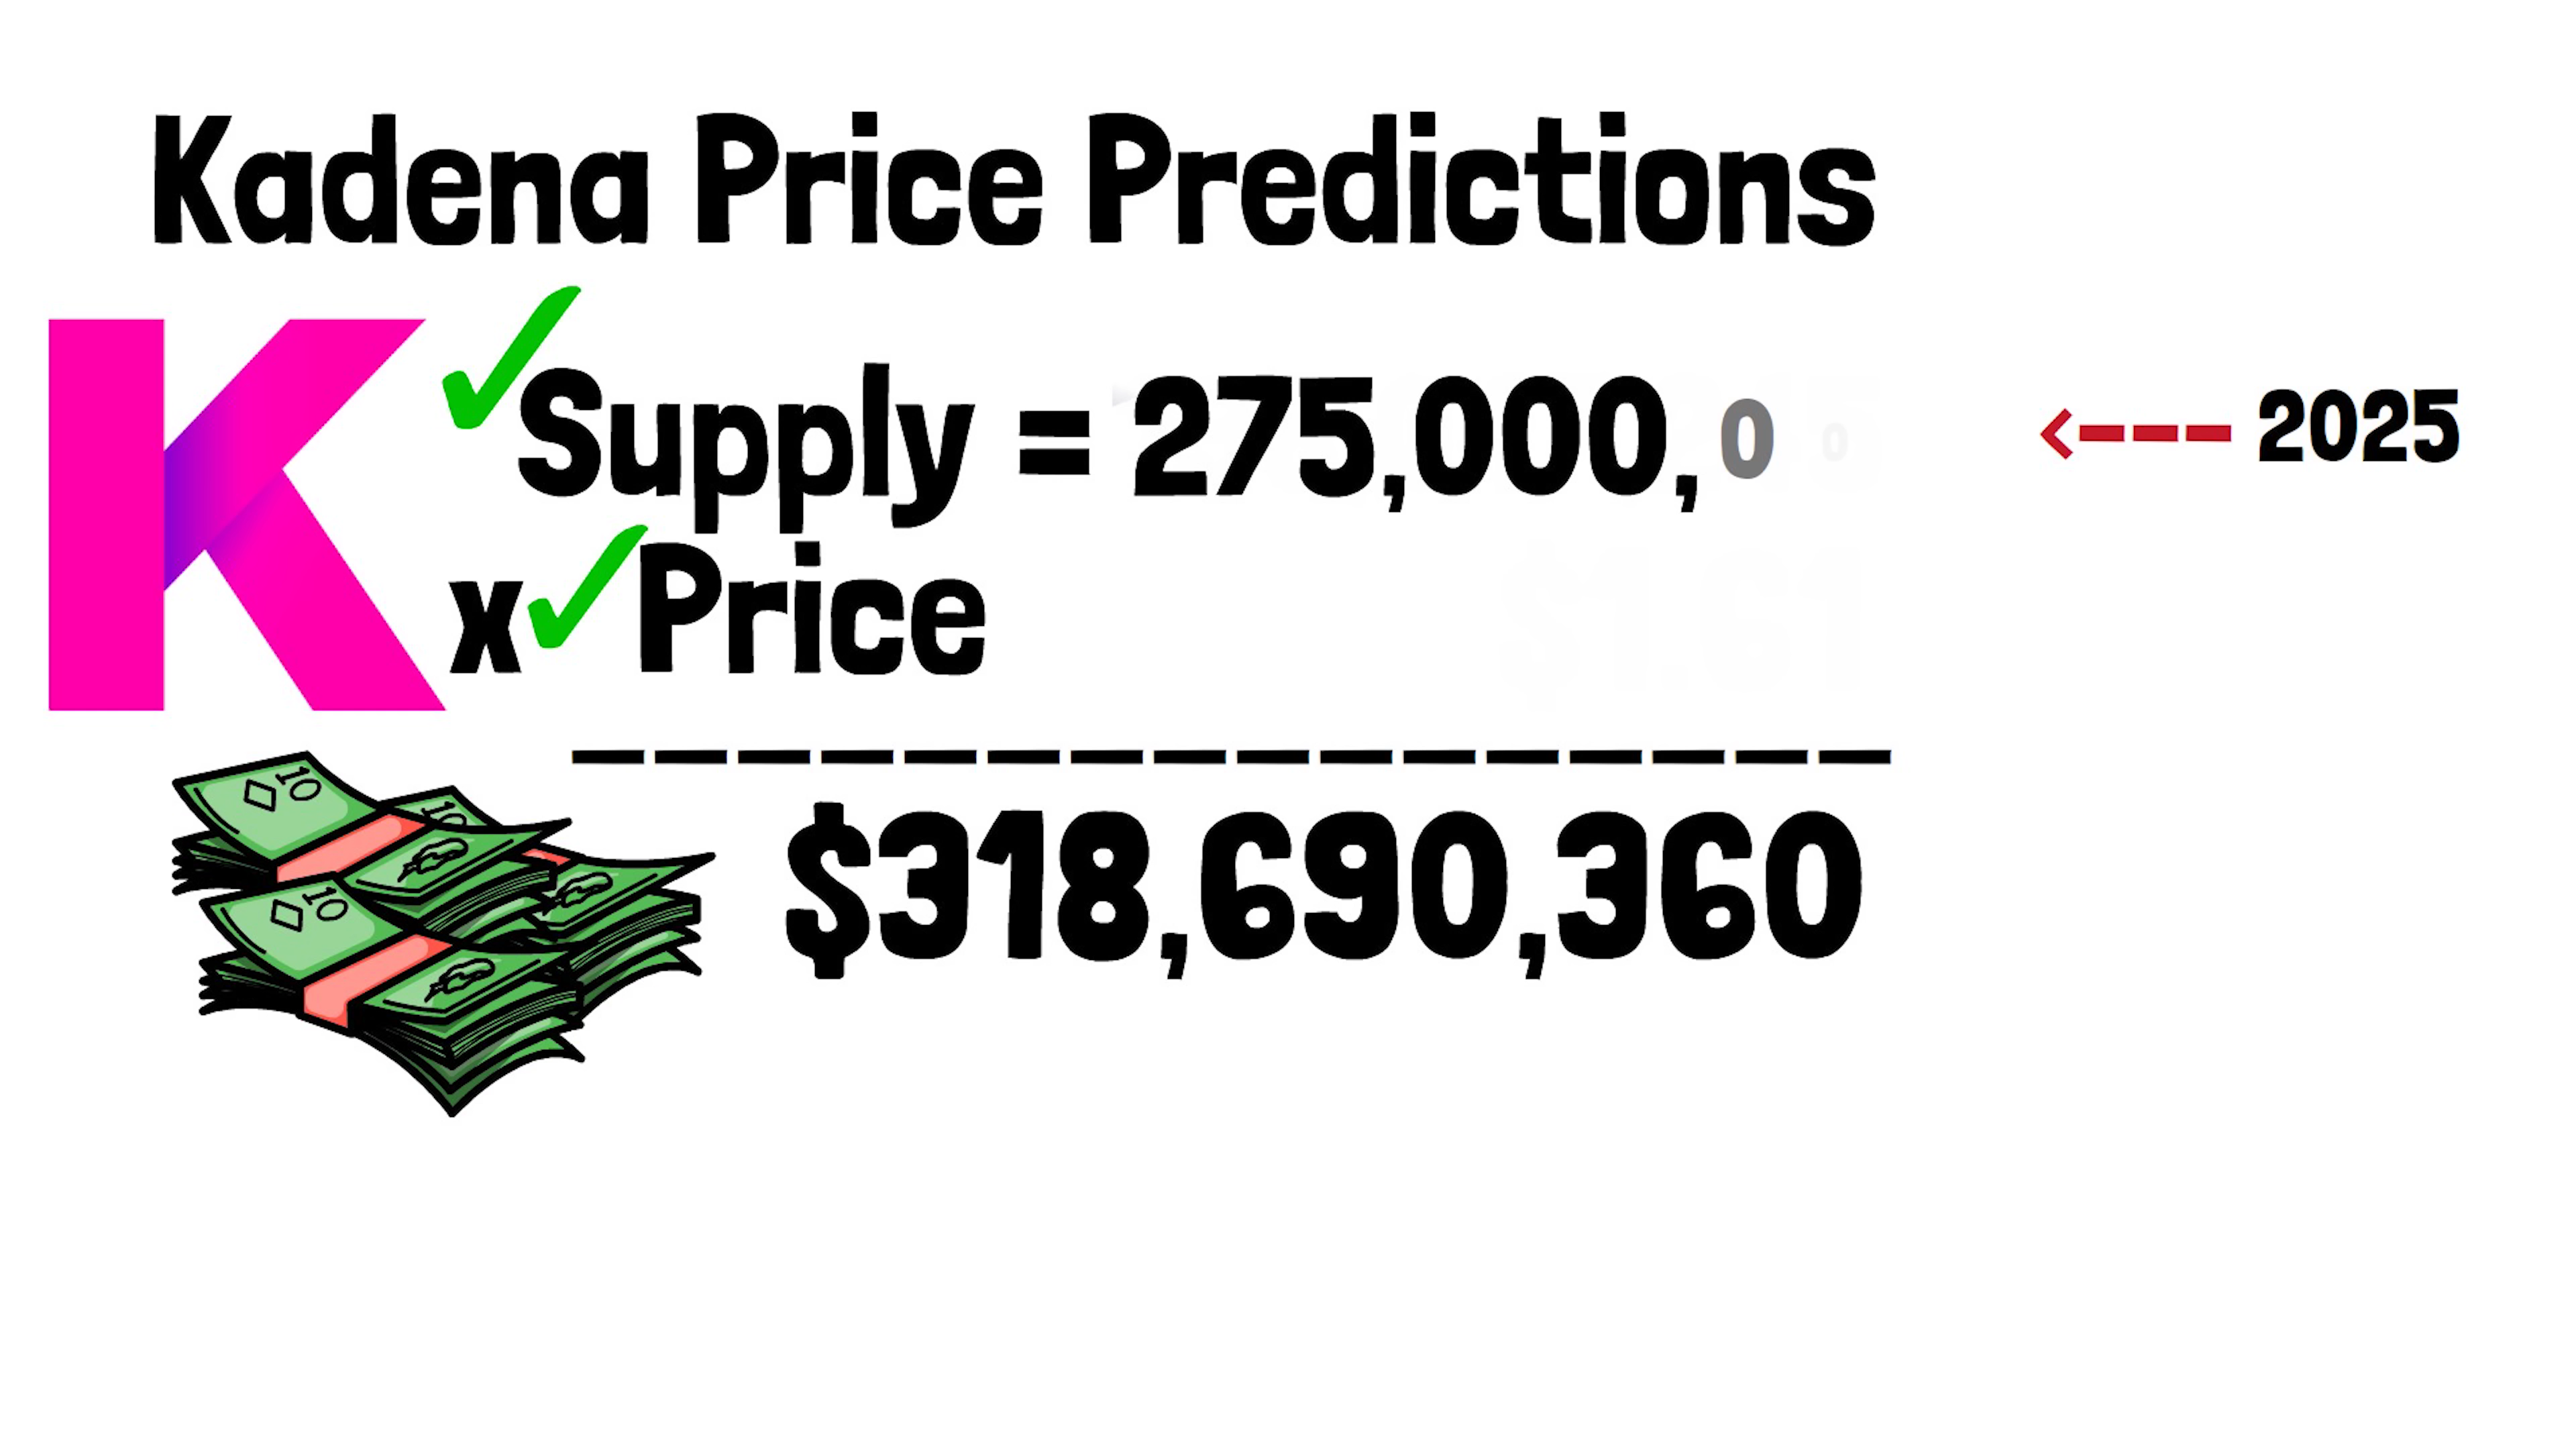 Kadena Price Predictions
✓Supply = 275,000,0 <--- 2025
x✓Price
$318,690,360